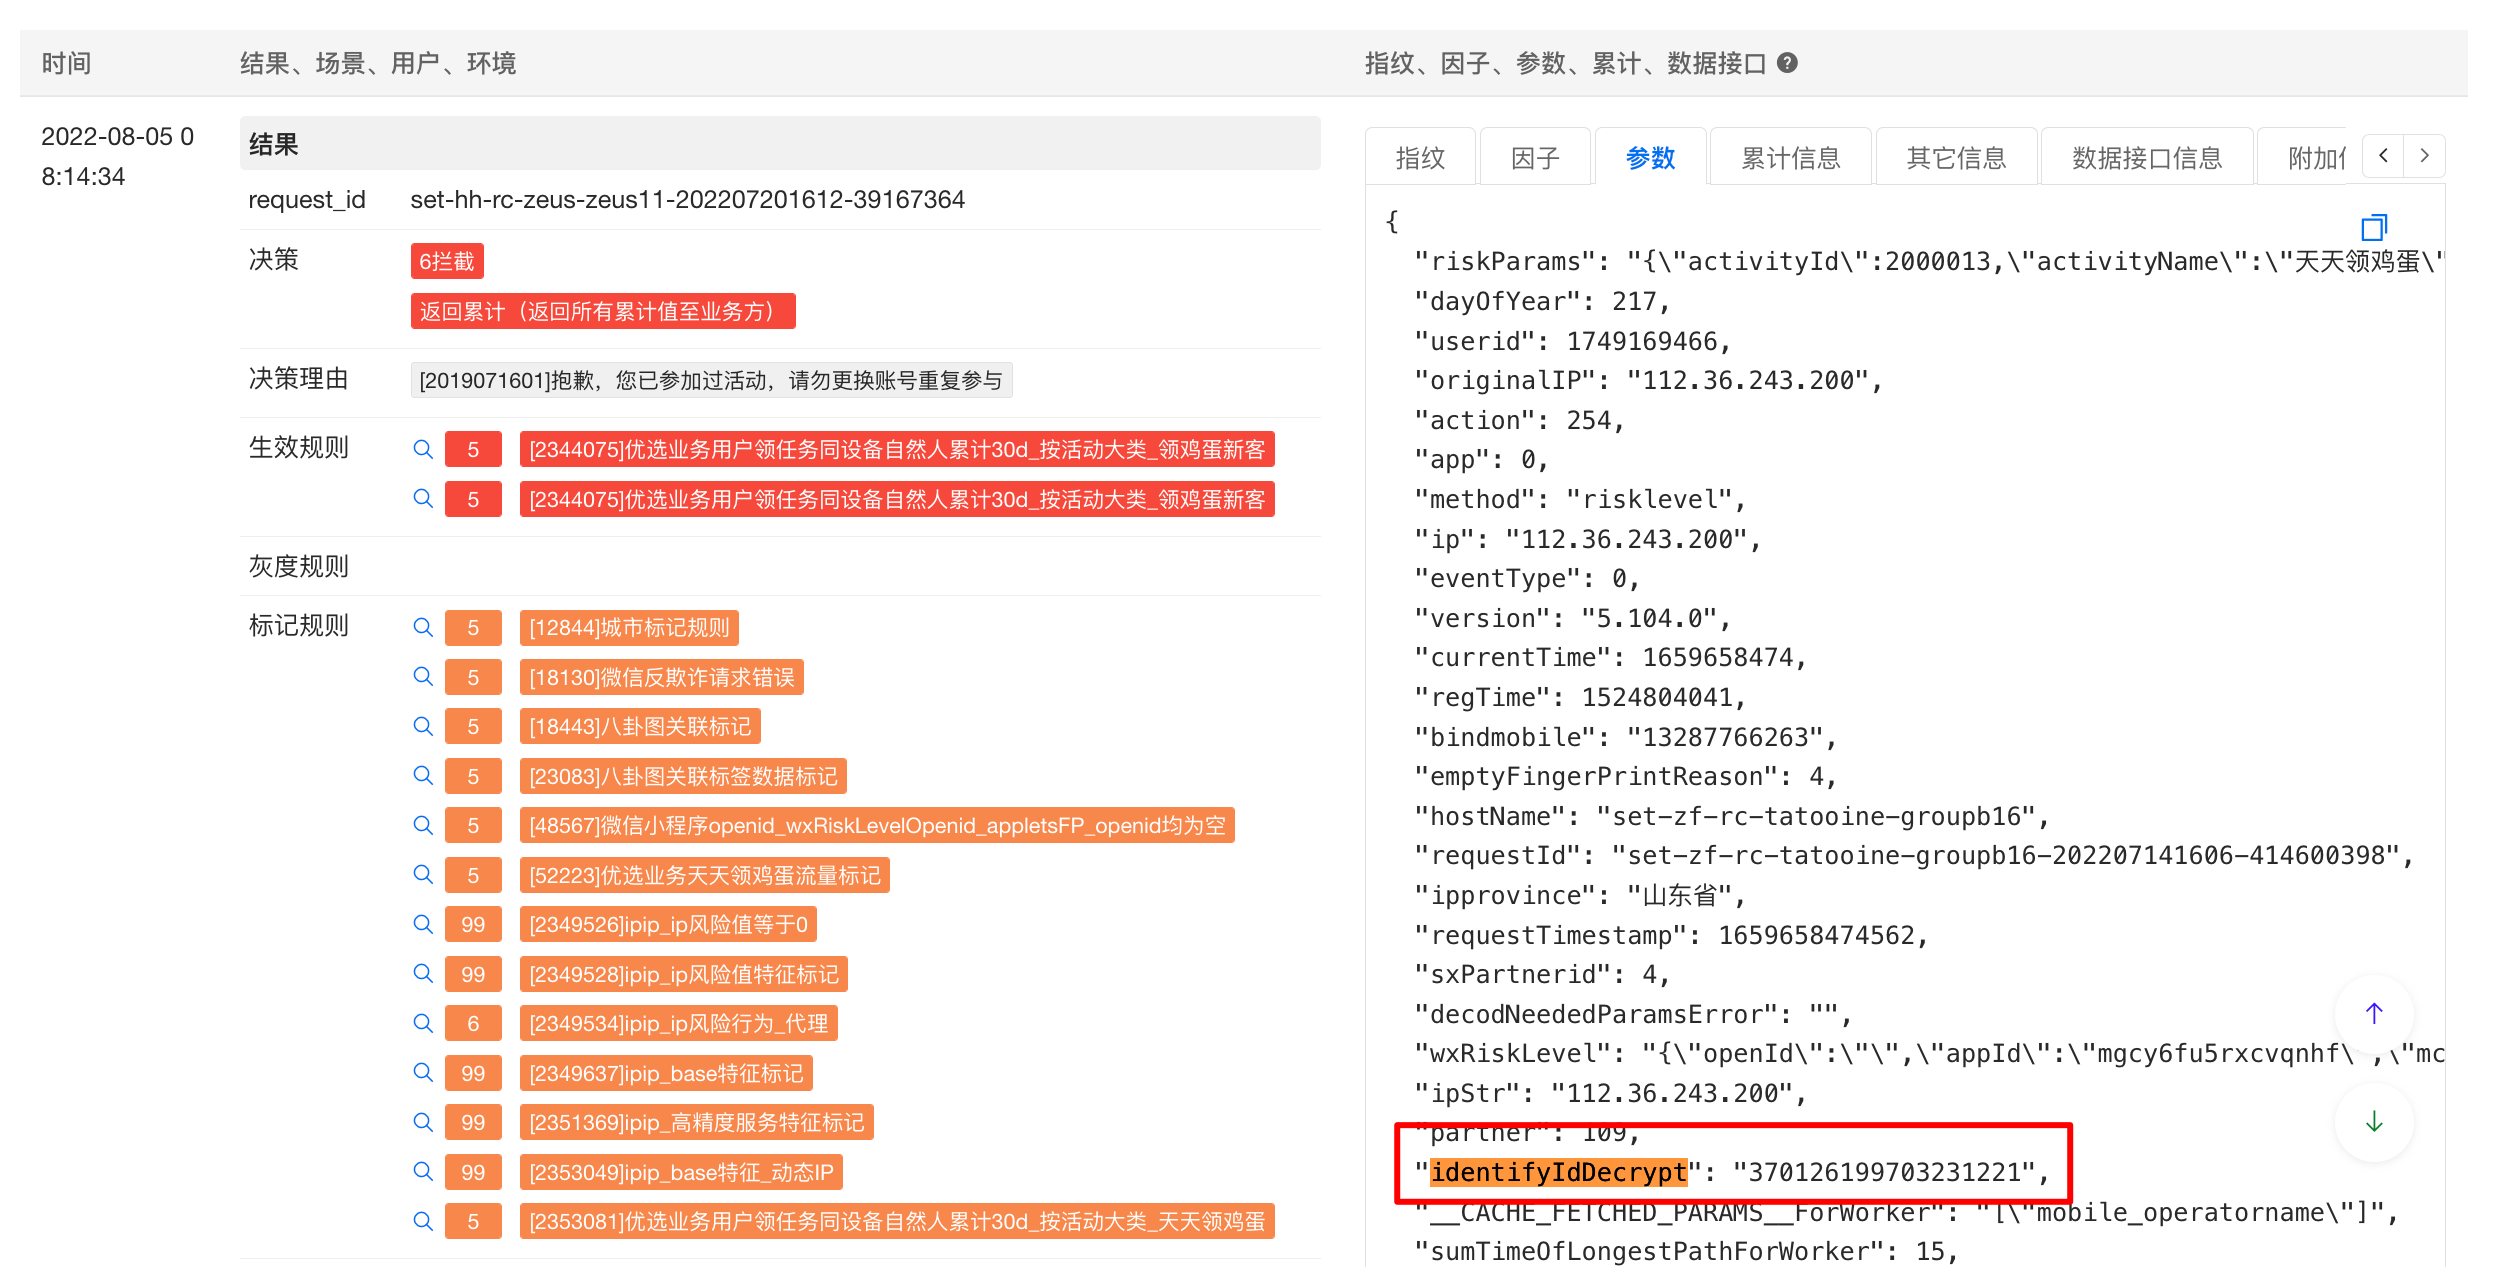 时间
结果、场景、用户、环境
指纹、因子、参数、累计、数据接口
2022-08-05 0
8:14:34
结果
request_id set-hh-rc-zeus-zeus11-202207201612-39167364
决策 6拦截
返回累计（返回所有累计值至业务方）
决策理由 [2019071601]抱歉，您已参加过活动，请勿更换账号重复参与
生效规则 5 [2344075]优选业务用户领任务同设备自然人累计30d_按活动大类_领鸡蛋新客
5 [2344075]优选业务用户领任务同设备自然人累计30d_按活动大类_领鸡蛋新客
灰度规则
标记规则 5 [12844]城市标记规则
5 [18130]微信反欺诈请求错误
5 [18443]八卦图关联标记
5 [23083]八卦图关联标签数据标记
5 [48567]微信小程序openid_wxRiskLevelOpenid_appletsFP_openid均为空
5 [52223]优选业务天天领鸡蛋流量标记
99 [2349526]ipip_ip风险值等于0
99 [2349528]ipip_ip风险值特征标记
6 [2349534]ipip_ip风险行为_代理
99 [2349637]ipip_base特征标记
99 [2351369]ipip_高精度服务特征标记
99 [2353049]ipip_base特征_动态IP
5 [2353081]优选业务用户领任务同设备自然人累计30d_按活动大类_天天领鸡蛋
指纹 因子 参数 累计信息 其它信息 数据接口信息 附加
{
"riskParams": "{\"activityId\":2000013,\"activityName\":\"天天领鸡蛋\"
"dayOfYear": 217,
"userid": 1749169466,
"originalIP": "112.36.243.200",
"action": 254,
"app": 0,
"method": "risklevel",
"ip": "112.36.243.200",
"eventType": 0,
"version": "5.104.0",
"currentTime": 1659658474,
"regTime": 1524804041,
"bindmobile": "13287766263",
"emptyFingerPrintReason": 4,
"hostName": "set-zf-rc-tatooine-groupb16",
"requestId": "set-zf-rc-tatooine-groupb16-202207141606-414600398",
"ipprovince": "山东省",
"requestTimestamp": 1659658474562,
"sxPartnerid": 4,
"decodNeededParamsError": "",
"wxRiskLevel": "{\"openId\":\"\",\"appId\":\"mgcy6fu5rxcvqnhf\",\"mc
"ipStr": "112.36.243.200",
"partner": 109,
"identifyIdDecrypt": "370126199703231221",
"__CACHE_FETCHED_PARAMS__ForWorker": "[\"mobile_operatorname\"]",
"sumTimeOfLongestPathForWorker": 15,